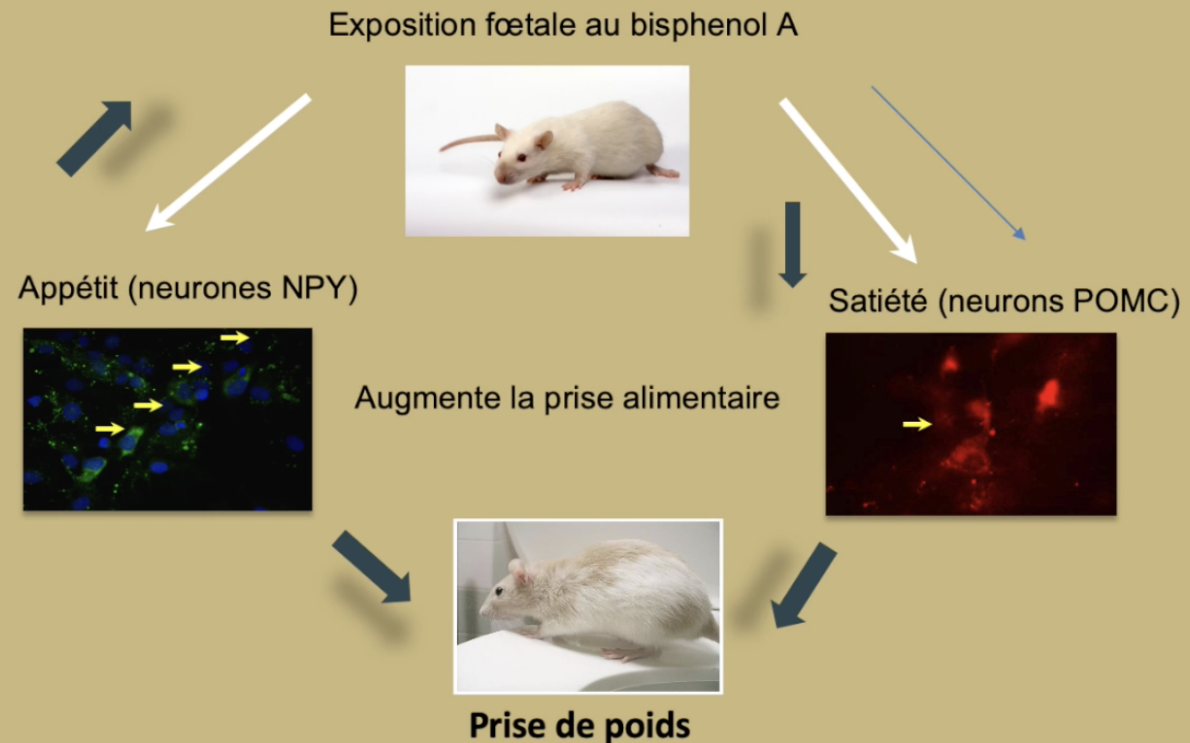 Exposition fœtale au bisphenol A
Appétit (neurones NPY)
Satiété (neurons POMC)
Augmente la prise alimentaire
Prise de poids